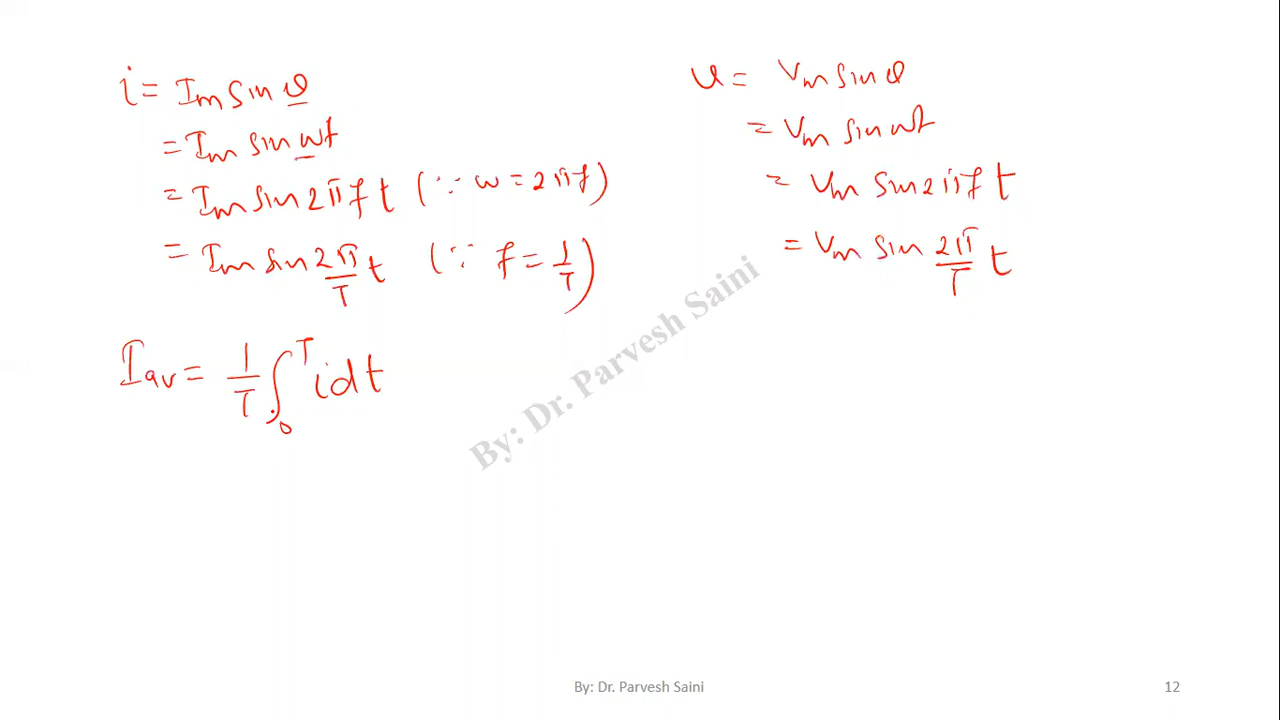 i = Im sin θ
= Im sin ωt
= Im sin 2πf t (∵ ω = 2πf)
= Im sin 2π/T t (∵ f = 1/T)
Iav = 1/T ∫₀ᵀ i dt
v = Vm sin θ
= Vm sin ωt
= Vm sin 2πf t
= Vm sin 2π/T t
By: Dr. Parvesh Saini
By: Dr. Parvesh Saini
12